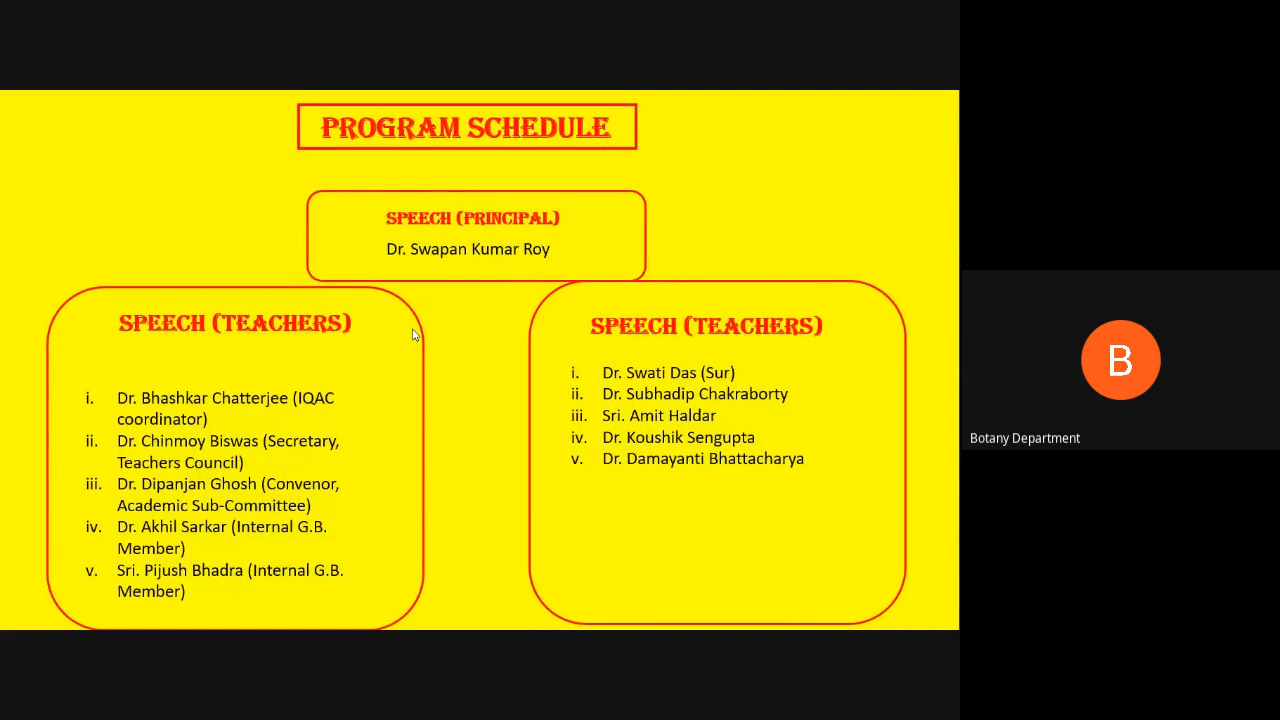 PROGRAM SCHEDULE
SPEECH (PRINCIPAL)
Dr. Swapan Kumar Roy
SPEECH (TEACHERS)
i. Dr. Bhashkar Chatterjee (IQAC
coordinator)
ii. Dr. Chinmoy Biswas (Secretary,
Teachers Council)
iii. Dr. Dipanjan Ghosh (Convenor,
Academic Sub-Committee)
iv. Dr. Akhil Sarkar (Internal G.B.
Member)
v. Sri. Pijush Bhadra (Internal G.B.
Member)
SPEECH (TEACHERS)
i. Dr. Swati Das (Sur)
ii. Dr. Subhadip Chakraborty
iii. Sri. Amit Haldar
iv. Dr. Koushik Sengupta
v. Dr. Damayanti Bhattacharya
B
Botany Department